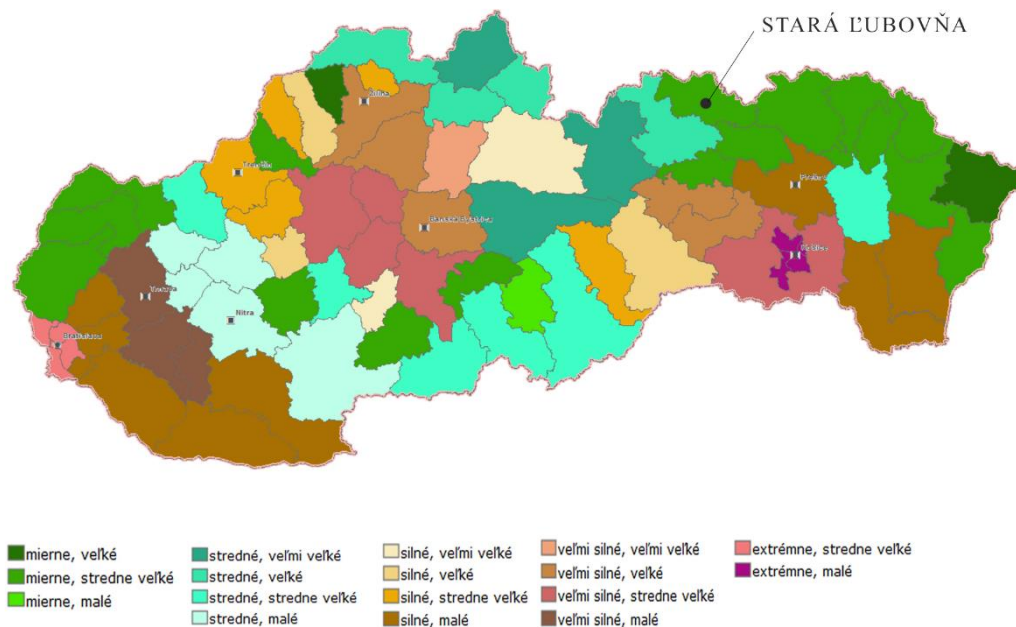 STARÁ ĽUBOVŇA
Žilina
Trenčín
Prešov
Banská Bystrica
Košice
Trnava
Nitra
Bratislava
mierne, veľké
mierne, stredne veľké
mierne, malé
stredné, veľmi veľké
stredné, veľké
stredné, stredne veľké
stredné, malé
silné, veľmi veľké
silné, veľké
silné, stredne veľké
silné, malé
veľmi silné, veľmi veľké
veľmi silné, veľké
veľmi silné, stredne veľké
veľmi silné, malé
extrémne, stredne veľké
extrémne, malé